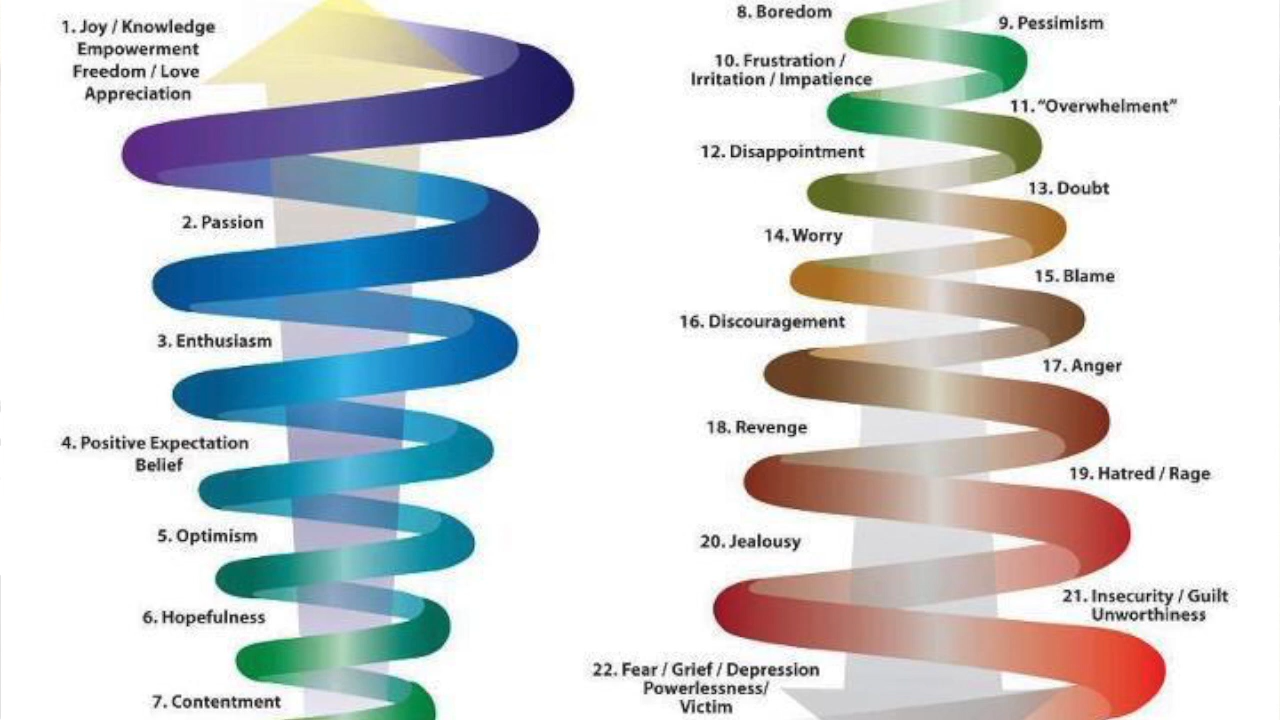 1. Joy / Knowledge
Empowerment
Freedom / Love
Appreciation
2. Passion
3. Enthusiasm
4. Positive Expectation
Belief
5. Optimism
6. Hopefulness
7. Contentment
8. Boredom
9. Pessimism
10. Frustration /
Irritation / Impatience
11. “Overwhelment”
12. Disappointment
13. Doubt
14. Worry
15. Blame
16. Discouragement
17. Anger
18. Revenge
19. Hatred / Rage
20. Jealousy
21. Insecurity / Guilt
Unworthiness
22. Fear / Grief / Depression
Powerlessness/
Victim